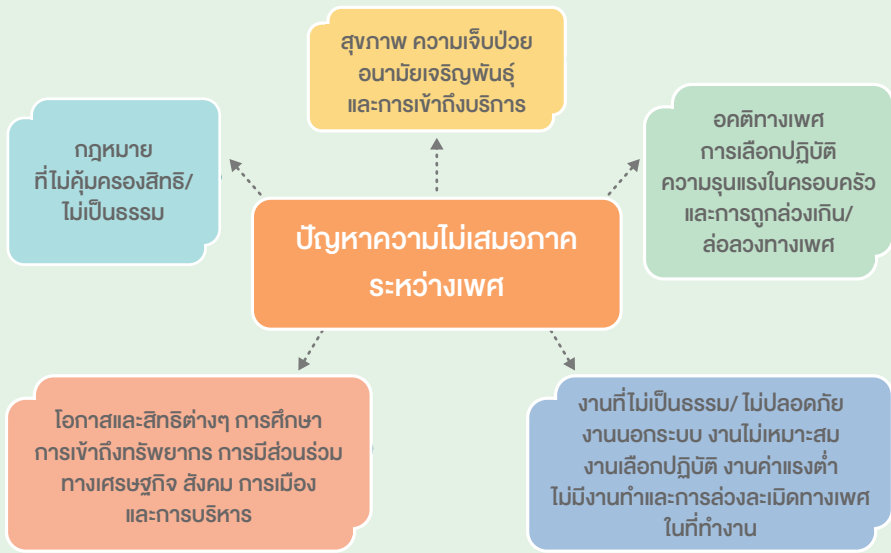 สุขภาพ ความเจ็บป่วย
อนามัยเจริญพันธุ์
และการเข้าถึงบริการ
กฎหมาย
ที่ไม่คุ้มครองสิทธิ/
ไม่เป็นธรรม
อคติทางเพศ
การเลือกปฏิบัติ
ความรุนแรงในครอบครัว
และการถูกล่วงเกิน/
ล่อลวงทางเพศ
ปัญหาความไม่เสมอภาค
ระหว่างเพศ
โอกาสและสิทธิต่างๆ การศึกษา
การเข้าถึงทรัพยากร การมีส่วนร่วม
ทางเศรษฐกิจ สังคม การเมือง
และการบริหาร
งานที่ไม่เป็นธรรม/ ไม่ปลอดภัย
งานนอกระบบ งานไม่เหมาะสม
งานเลือกปฏิบัติ งานค่าแรงต่ำ
ไม่มีงานทำและการล่วงละเมิดทางเพศ
ในที่ทำงาน